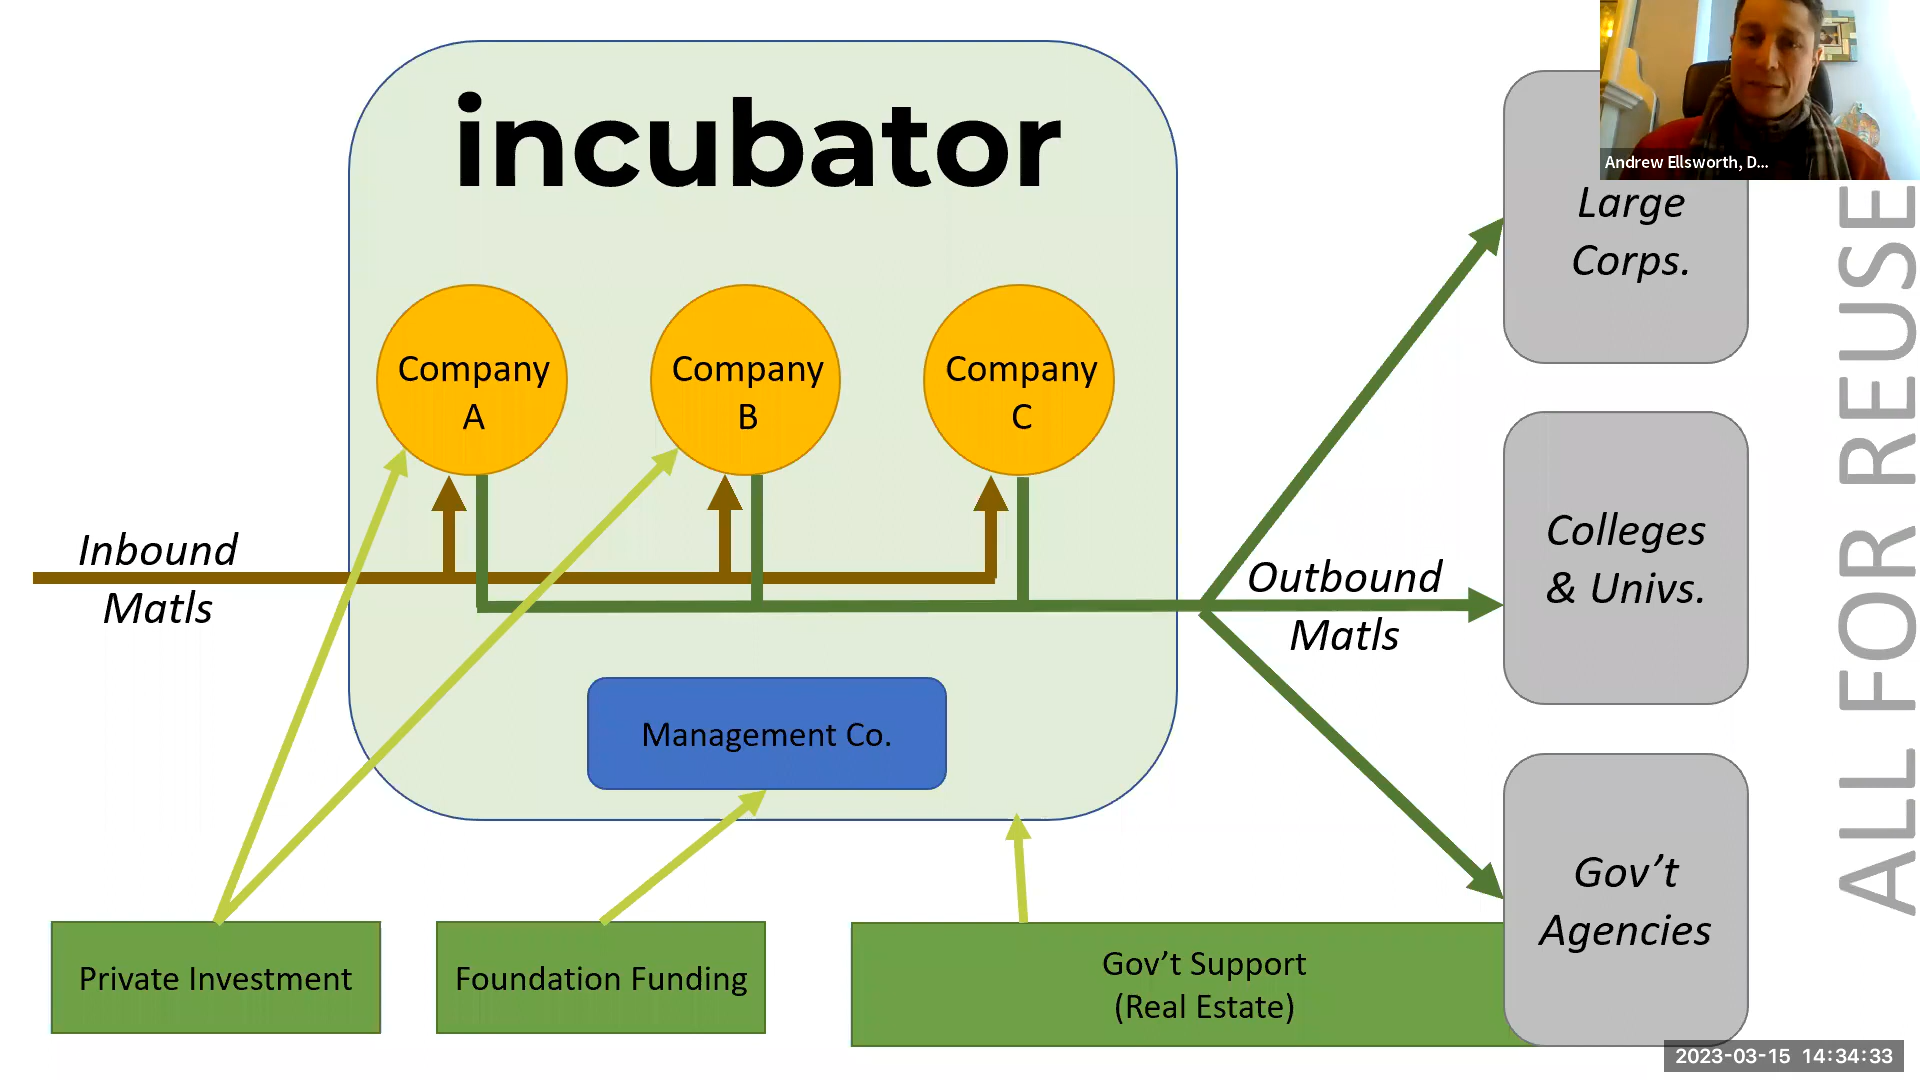 incubator
Andrew Ellsworth, D...
Large
Corps.
Company
A
Company
B
Company
C
Inbound
Matls
Outbound
Matls
Colleges
& Univs.
Management Co.
Gov't
Agencies
Private Investment
Foundation Funding
Gov't Support
(Real Estate)
ALL FOR REUSE
2023-03-15 14:34:33